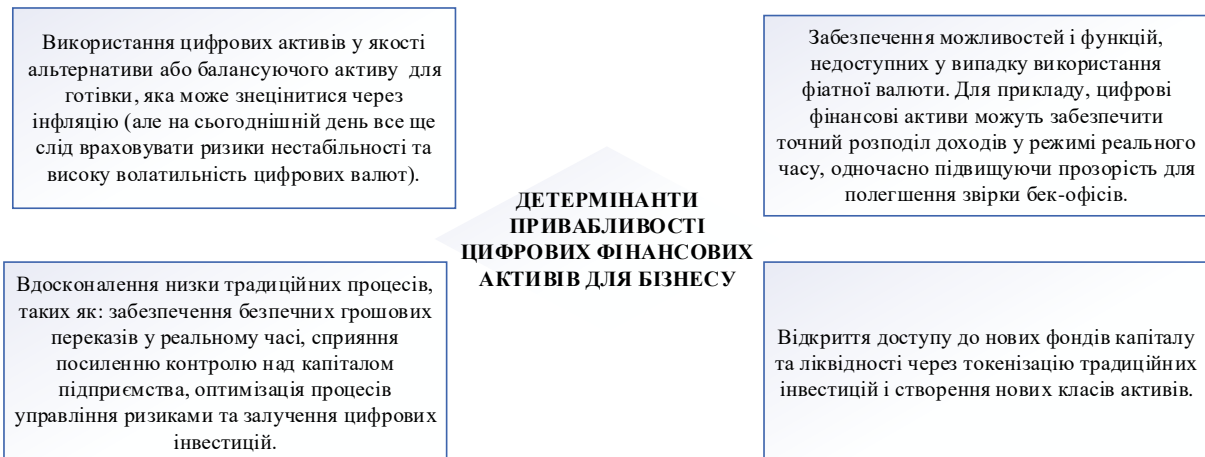 Використання цифрових активів у якості
альтернативи або балансуючого активу для
готівки, яка може знецінитися через
інфляцію (але на сьогоднішній день все ще
слід враховувати ризики нестабільності та
високу волатильність цифрових валют).
Забезпечення можливостей і функцій,
недоступних у випадку використання
фіатної валюти. Для прикладу, цифрові
фінансові активи можуть забезпечити
точний розподіл доходів у режимі реального
часу, одночасно підвищуючи прозорість для
полегшення звірки бек-офісів.
ДЕТЕРМІНАНТИ
ПРИВАБЛИВОСТІ
ЦИФРОВИХ ФІНАНСОВИХ
АКТИВІВ ДЛЯ БІЗНЕСУ
Вдосконалення низки традиційних процесів,
таких як: забезпечення безпечних грошових
переказів у реальному часі, сприяння
посиленню контролю над капіталом
підприємства, оптимізація процесів
управління ризиками та залучення цифрових
інвестицій.
Відкриття доступу до нових фондів капіталу
та ліквідності через токенізацію традиційних
інвестицій і створення нових класів активів.